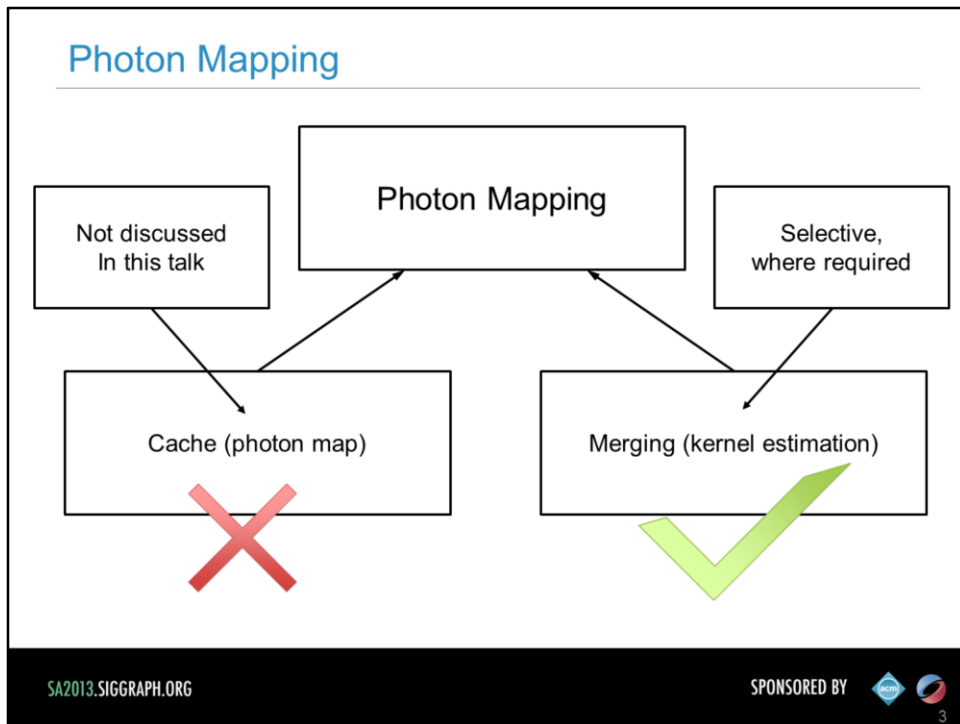 Photon Mapping
Photon Mapping
Not discussed
In this talk
Selective,
where required
Cache (photon map)
Merging (kernel estimation)
SA2013.SIGGRAPH.ORG
SPONSORED BY
acm
3